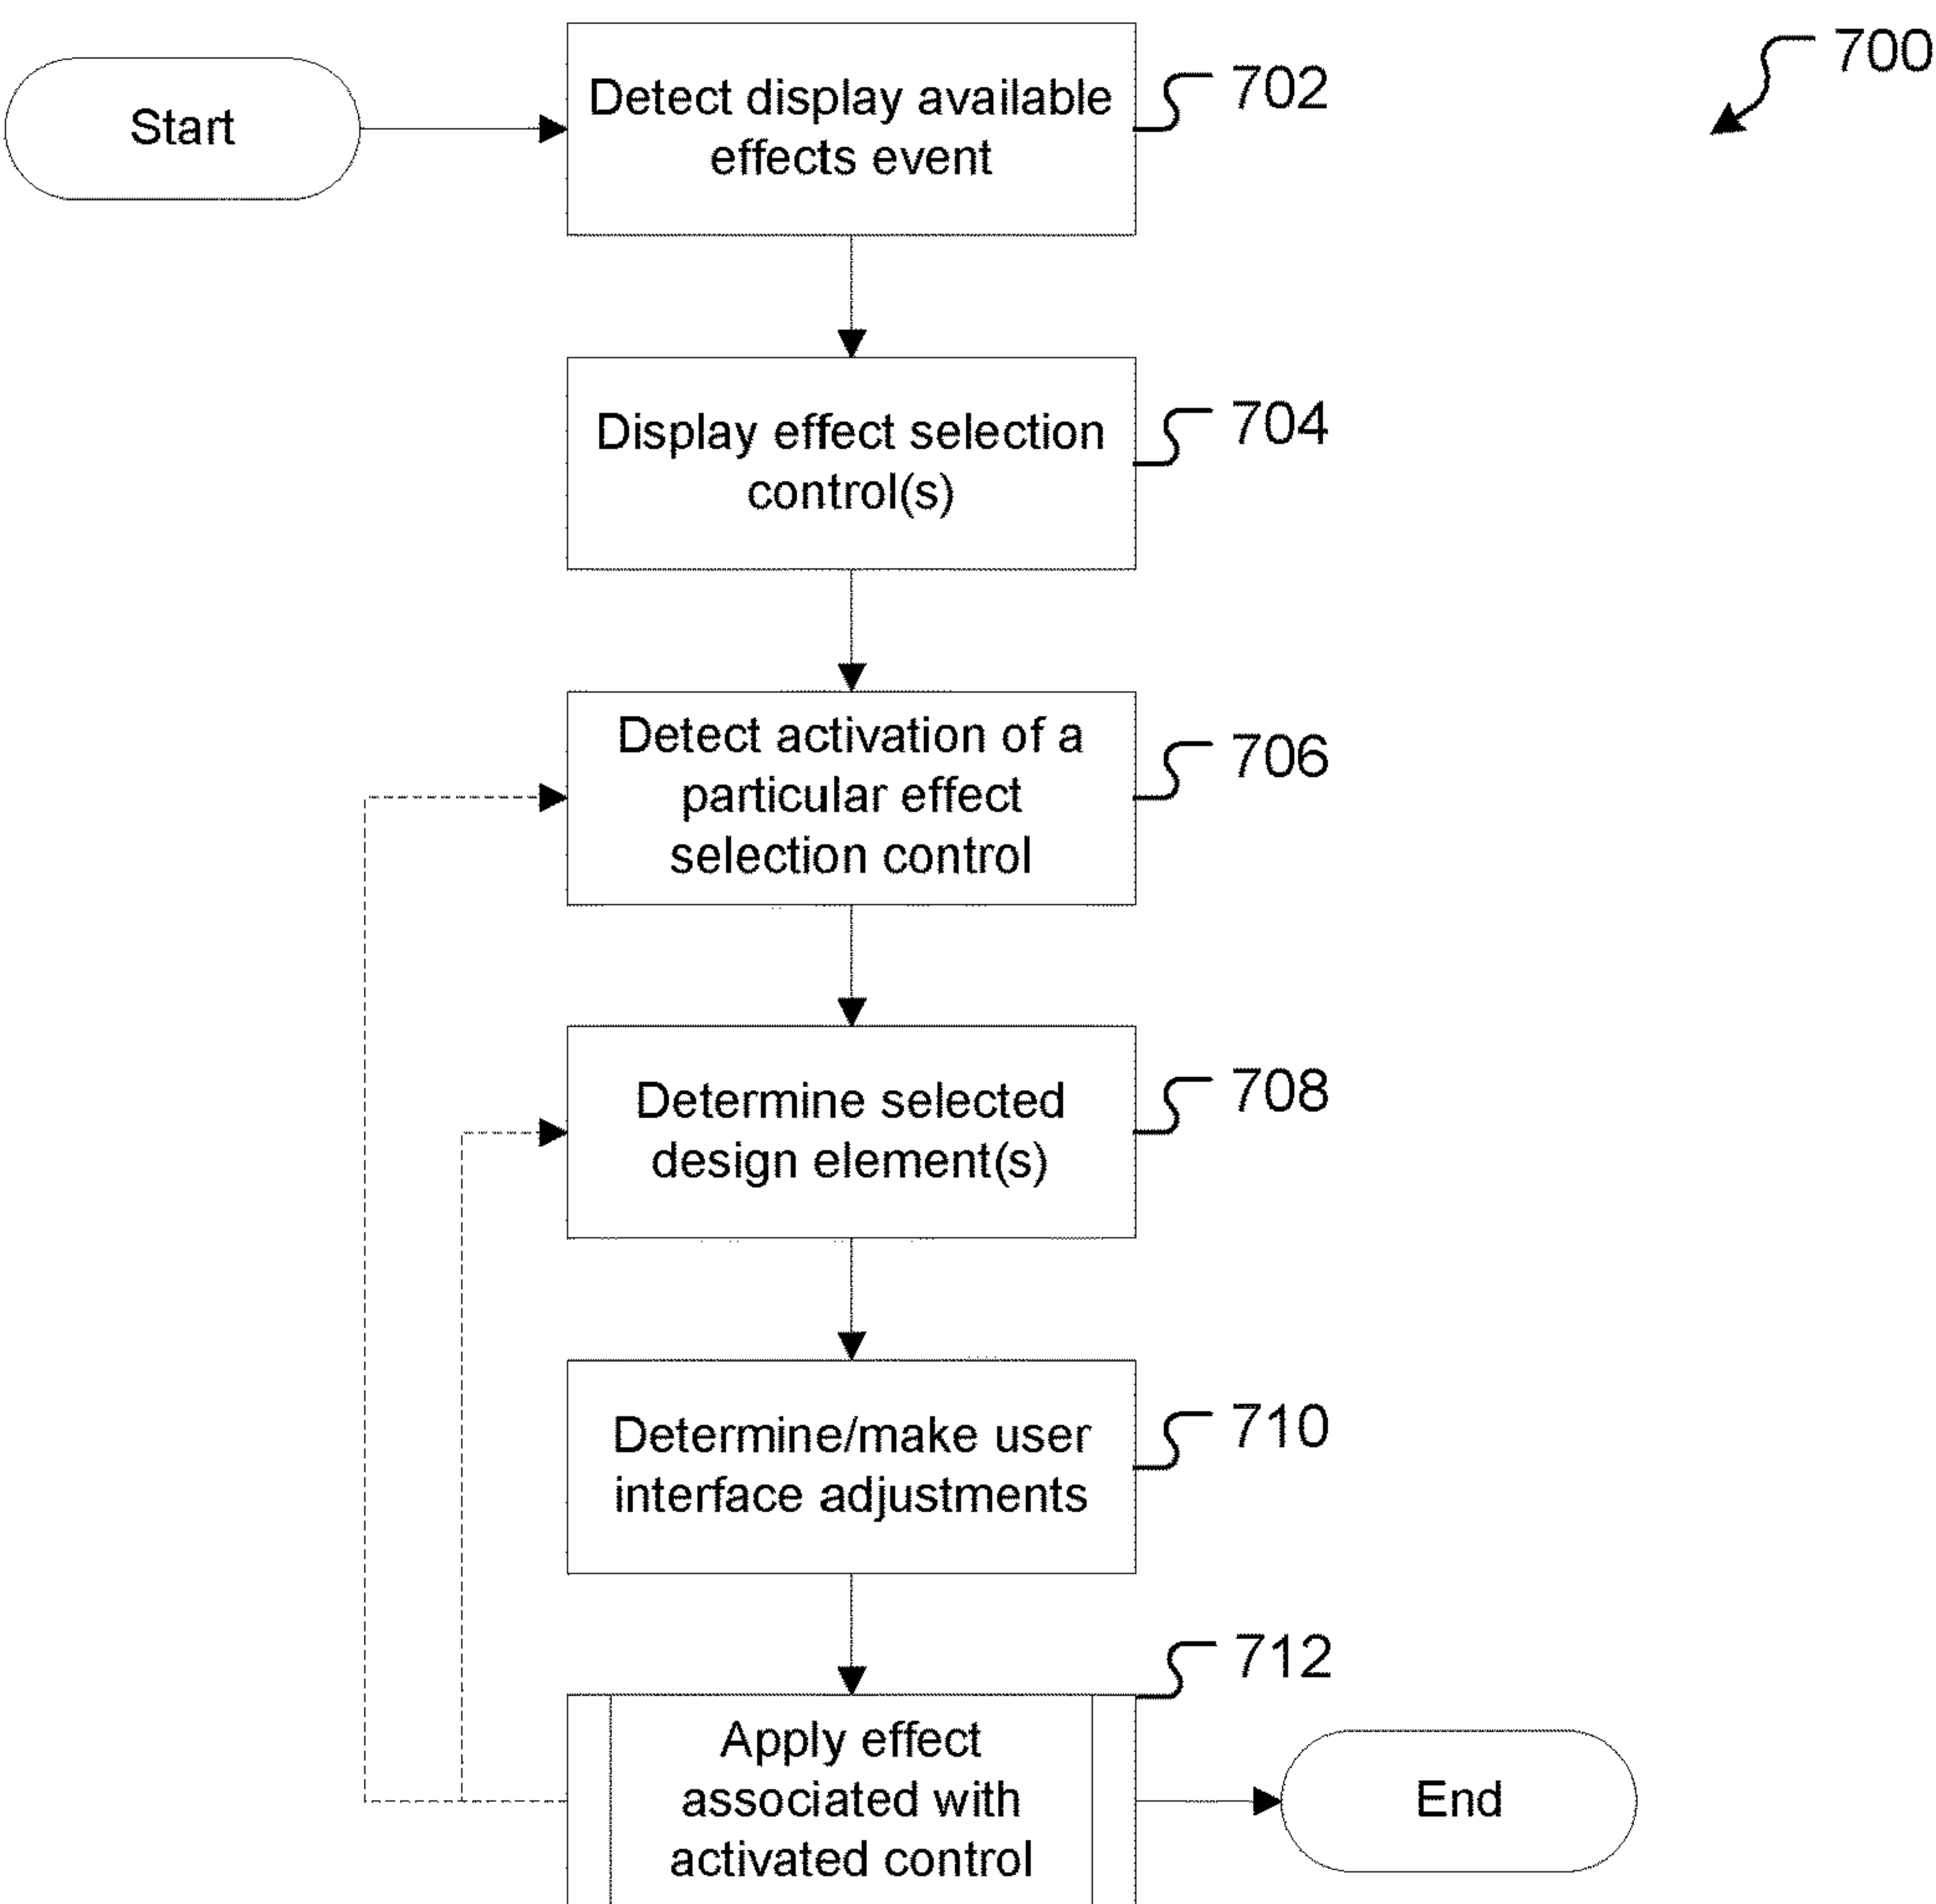 700
Start
Detect display available
effects event
702
Display effect selection
control(s)
704
Detect activation of a
particular effect
selection control
706
Determine selected
design element(s)
708
Determine/make user
interface adjustments
710
712
Apply effect
associated with
activated control
End